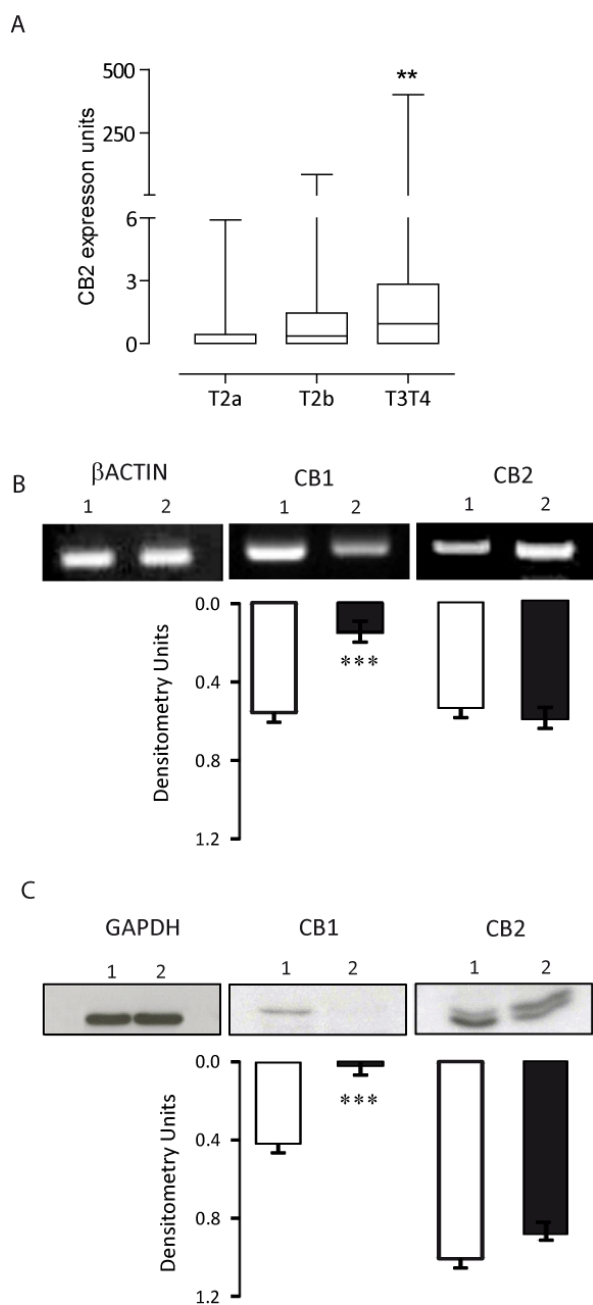 A
CB2 expresson units
500
250
6
3
0
**
T2a T2b T3T4
B
βACTIN CB1 CB2
1 2 1 2 1 2
Densitometry Units
0.0
0.4
0.8
1.2
***
C
GAPDH CB1 CB2
1 2 1 2 1 2
Densitometry Units
0.0
0.4
0.8
1.2
***